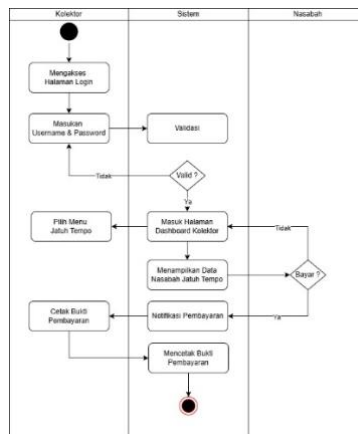 Kolektor
Sistem
Nasabah
Mengakses
Halaman Login
Masukan
Username & Password
Validasi
Valid ?
Tidak
Ya
Pilih Menu
Jatuh Tempo
Masuk Halaman
Dashboard Kolektor
Tidak
Menampilkan Data
Nasabah Jatuh Tempo
Bayar ?
Cetak Bukti
Pembayaran
Notifikasi Pembayaran
Ya
Mencetak Bukti
Pembayaran